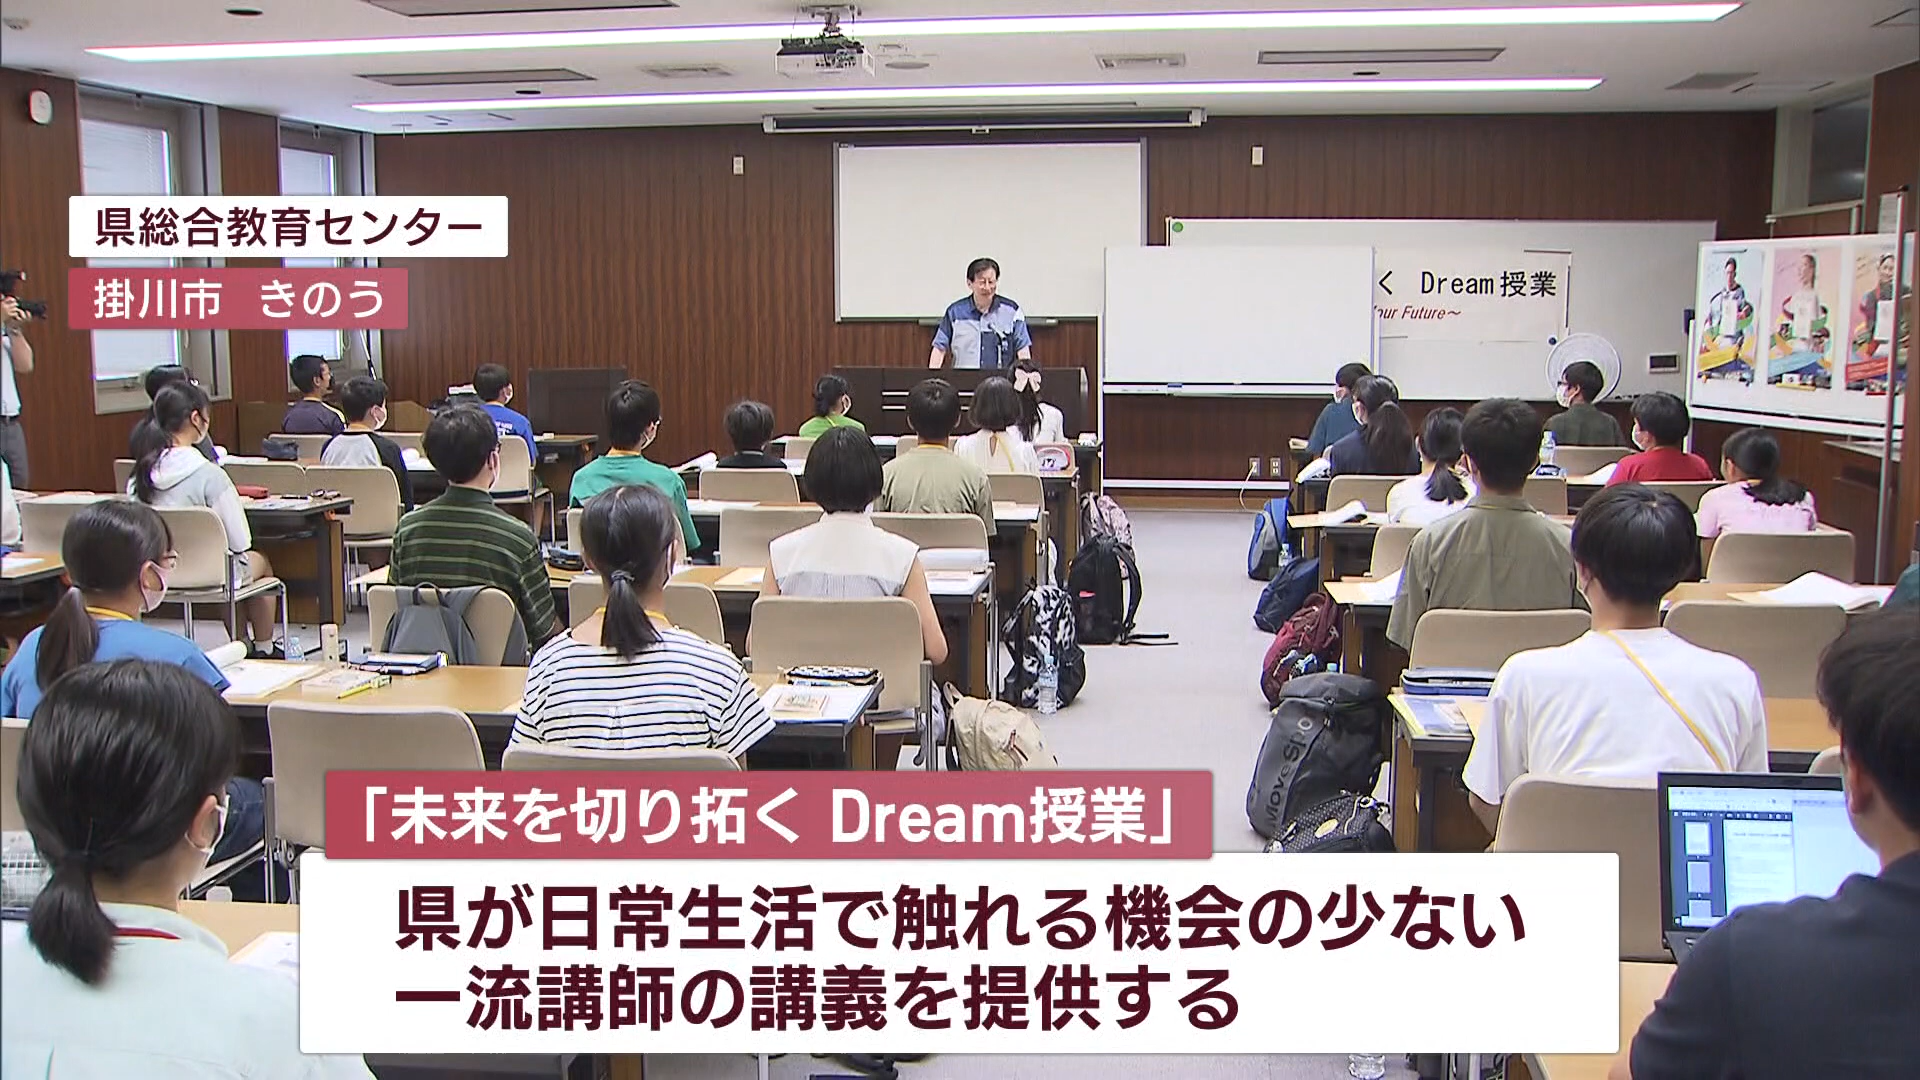 県総合教育センター
掛川市 きのう
く Dream授業
Your Future～
MoveSpo
「未来を切り拓く Dream授業」
県が日常生活で触れる機会の少ない
一流講師の講義を提供する